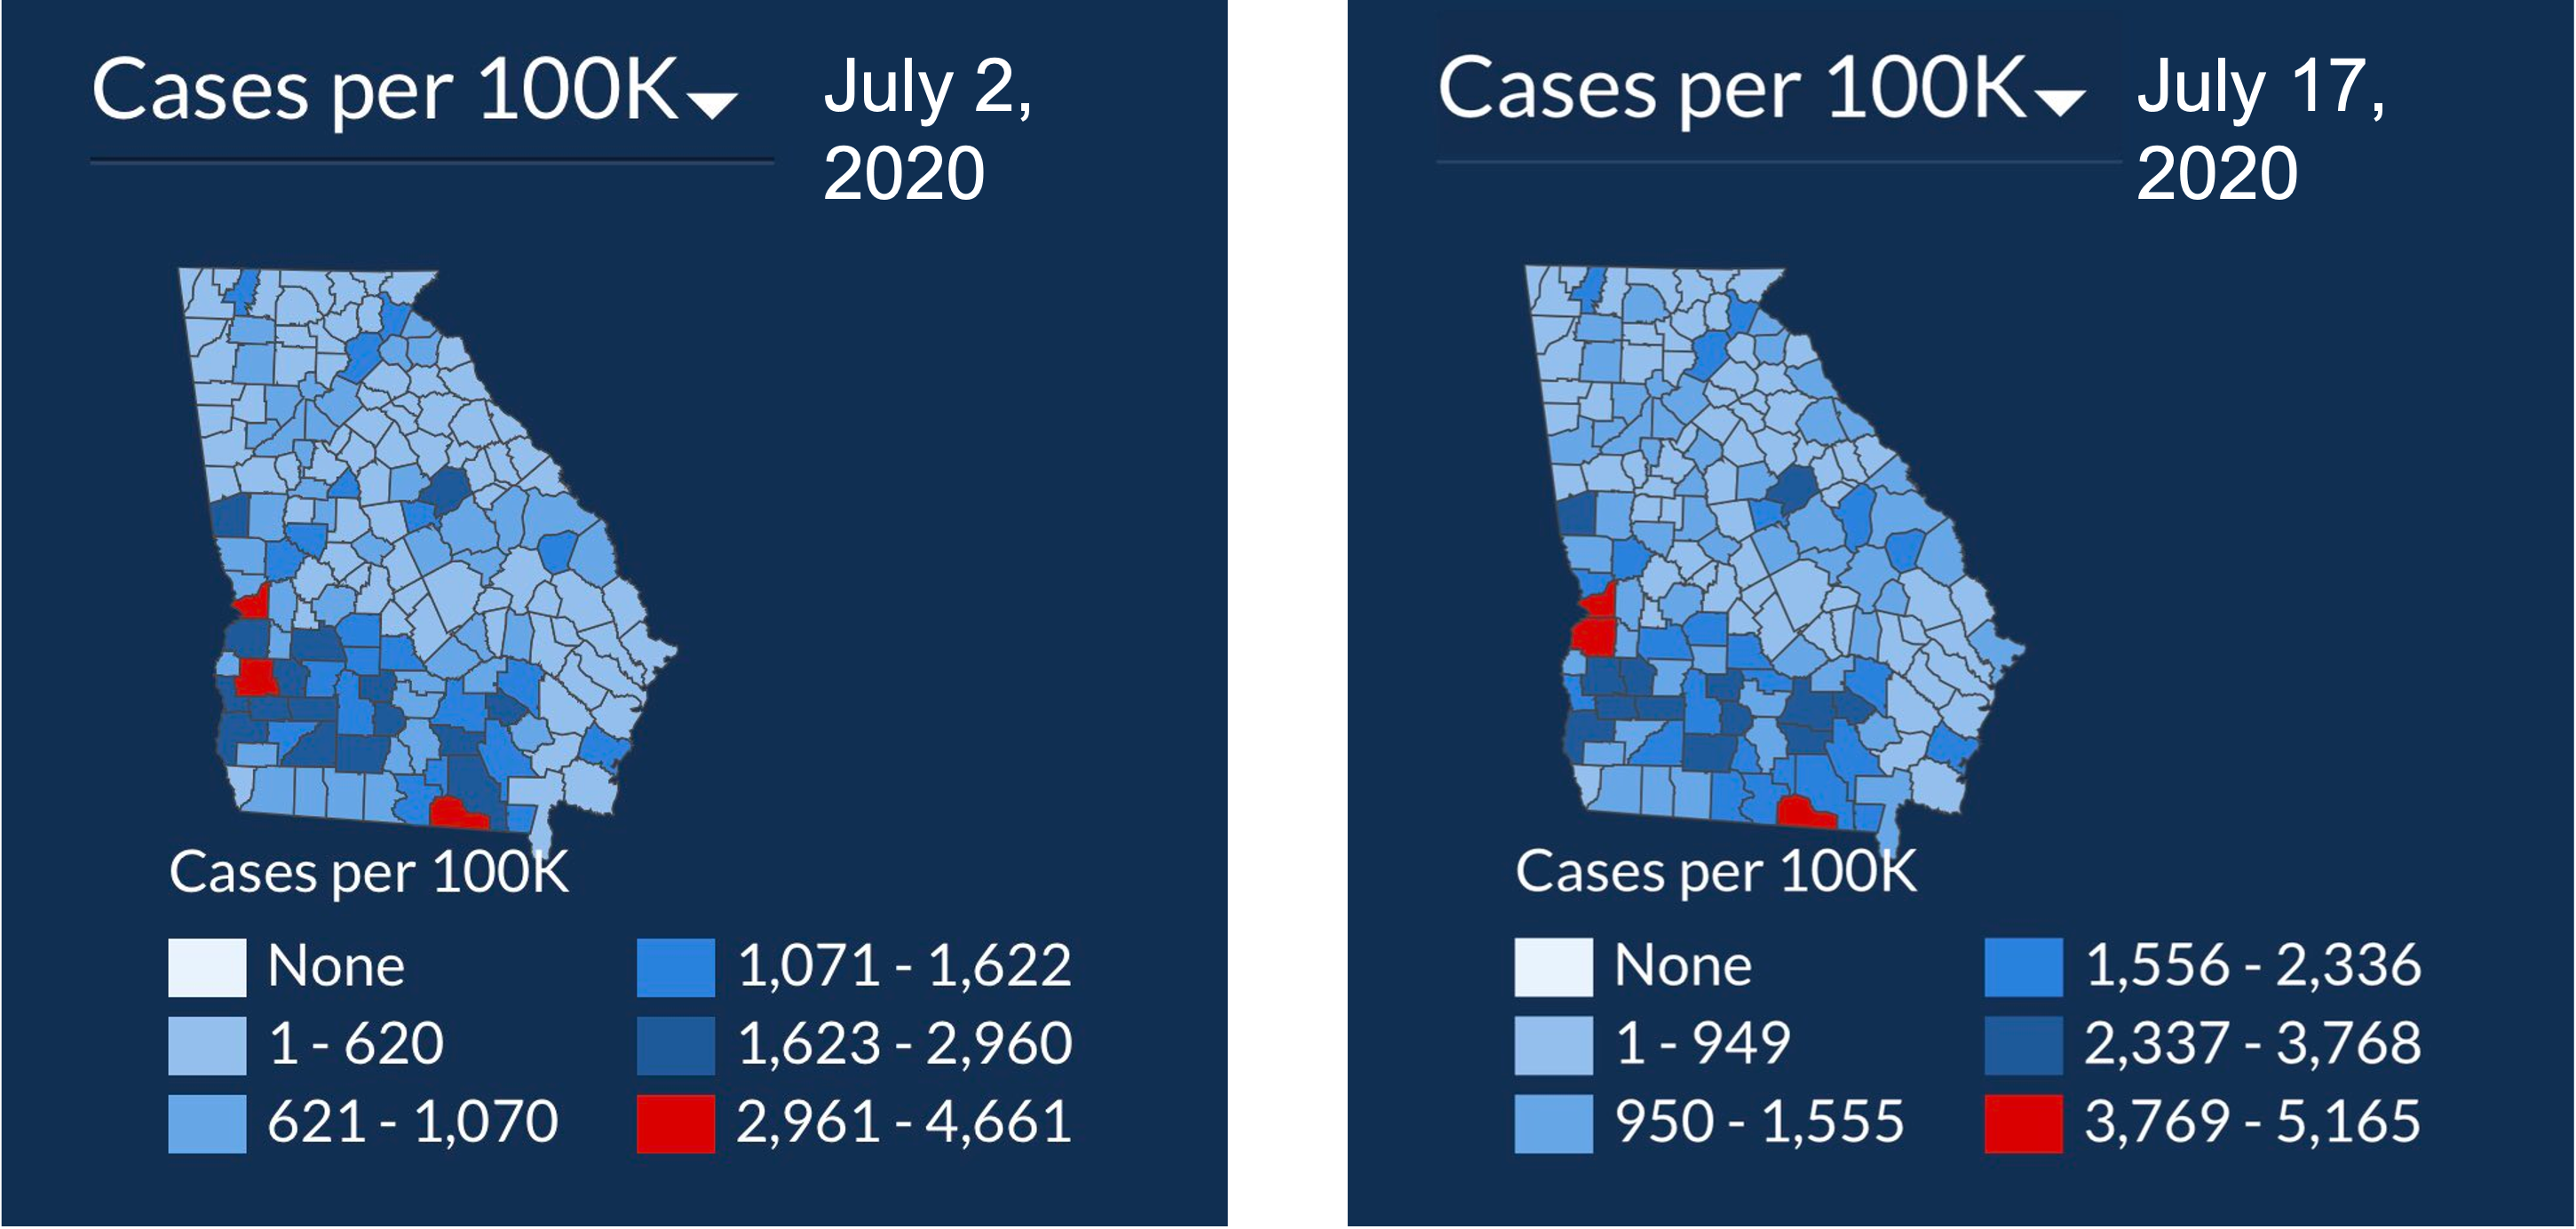 Cases per 100K
July 2,
2020
Cases per 100K
None
1 - 620
621 - 1,070
1,071 - 1,622
1,623 - 2,960
2,961 - 4,661
Cases per 100K
July 17,
2020
Cases per 100K
None
1 - 949
950 - 1,555
1,556 - 2,336
2,337 - 3,768
3,769 - 5,165